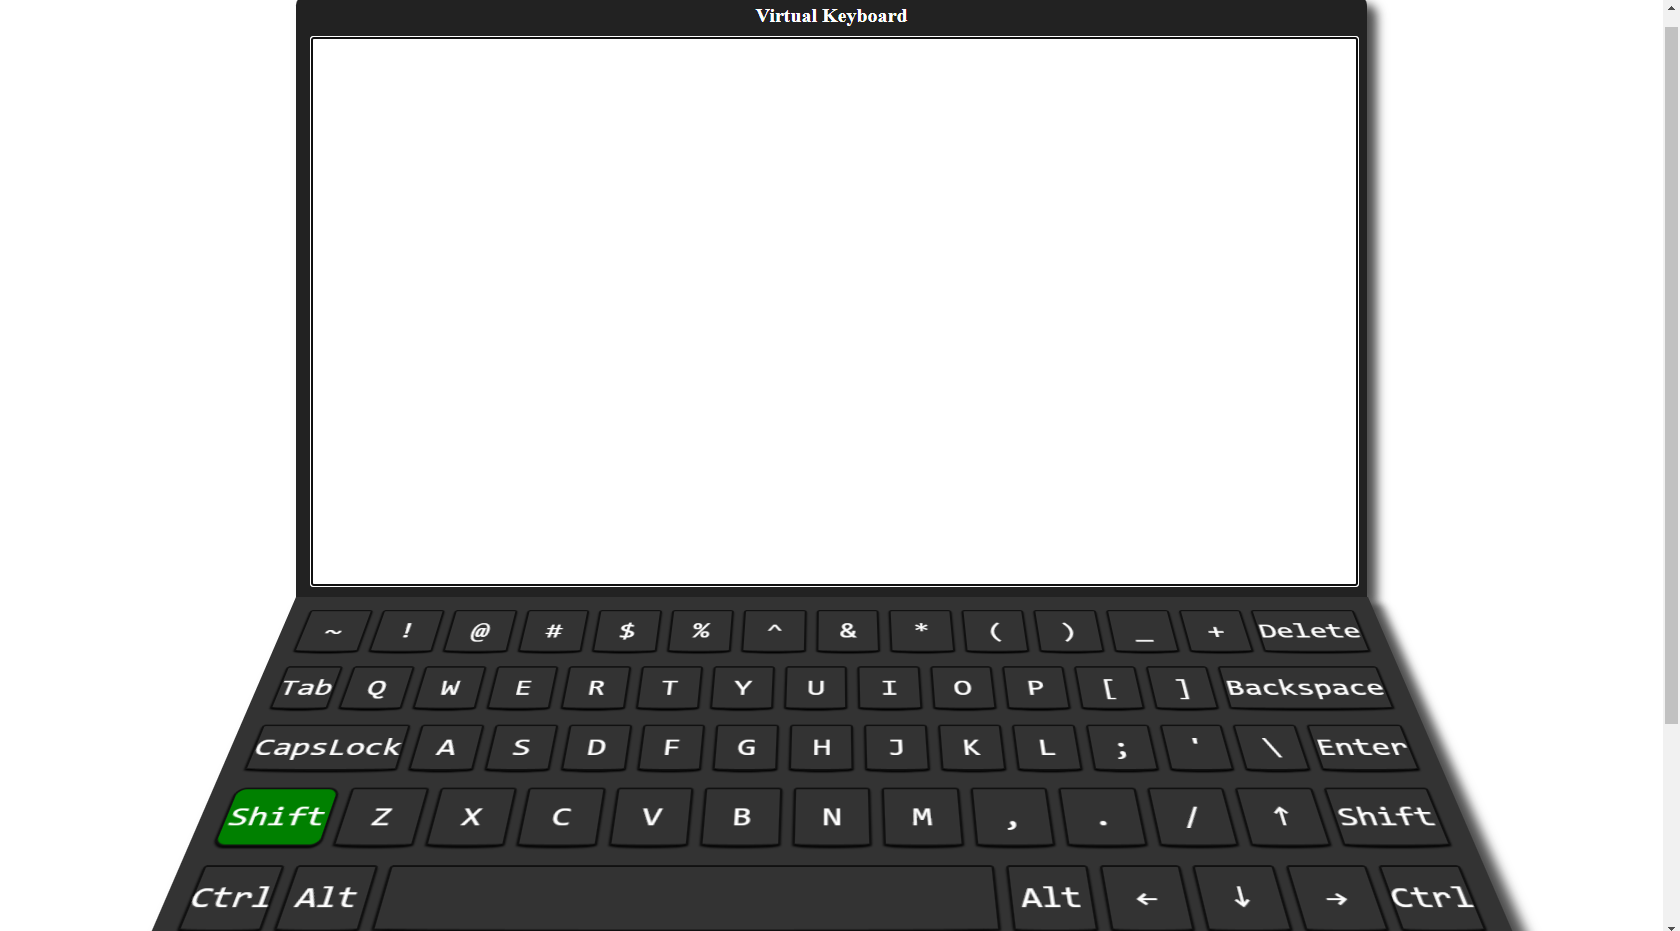 Virtual Keyboard
~ ! @ # $ % ^ & * ( ) _ + Delete
Tab Q W E R T Y U I O P [ ] Backspace
CapsLock A S D F G H J K L ; ' \ Enter
Shift Z X C V B N M , . / ↑ Shift
Ctrl Alt Alt ← ↓ → Ctrl